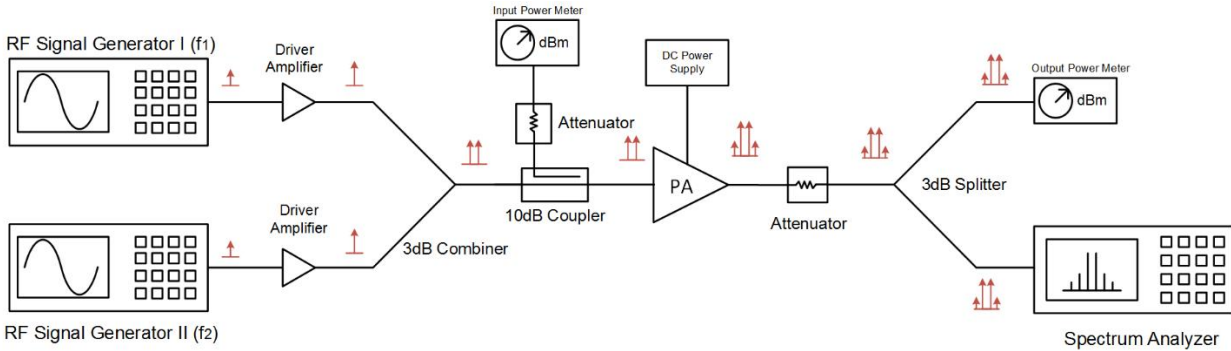 RF Signal Generator I (f1)
Driver
Amplifier
Input Power Meter
dBm
Attenuator
DC Power
Supply
Output Power Meter
dBm
PA
10dB Coupler
Attenuator
3dB Splitter
Driver
Amplifier
3dB Combiner
RF Signal Generator II (f2)
Spectrum Analyzer